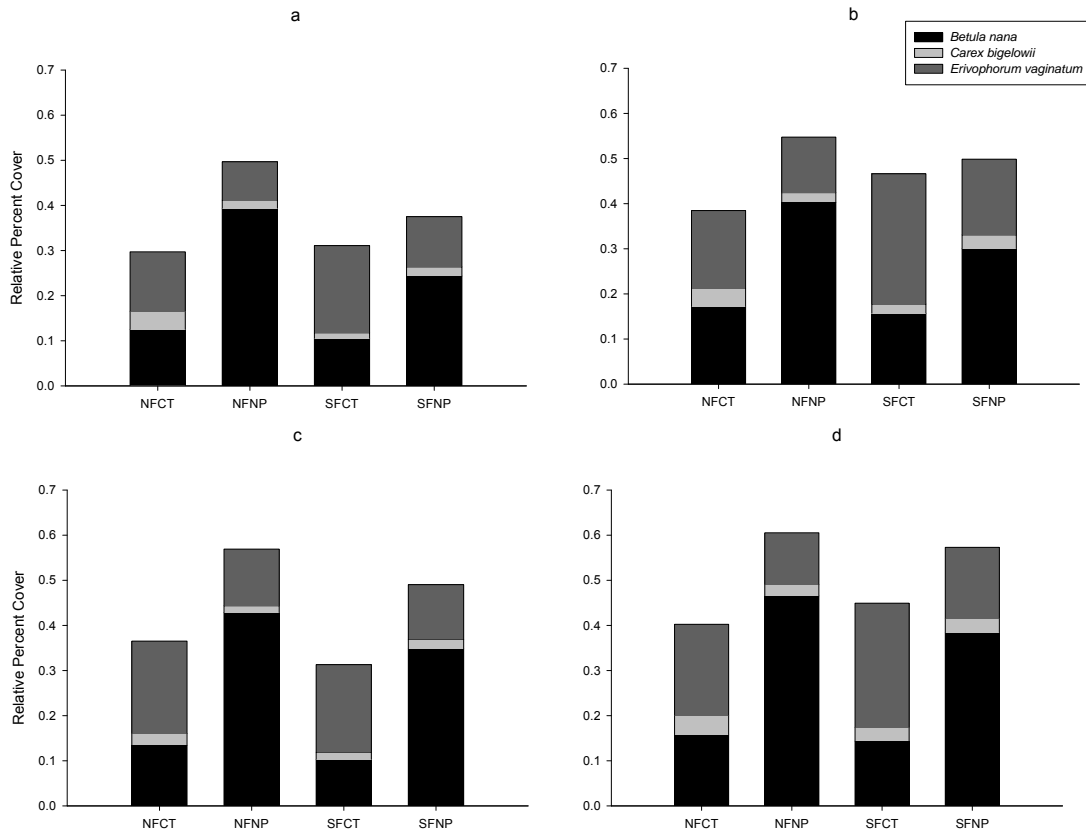 a
b
Betula nana
Carex bigelowii
Erivophorum vaginatum
Relative Percent Cover
0.7
0.6
0.5
0.4
0.3
0.2
0.1
0.0
NFCT NFNP SFCT SFNP
0.7
0.6
0.5
0.4
0.3
0.2
0.1
0.0
NFCT NFNP SFCT SFNP
c
d
Relative Percent Cover
0.7
0.6
0.5
0.4
0.3
0.2
0.1
0.0
NFCT NFNP SFCT SFNP
0.7
0.6
0.5
0.4
0.3
0.2
0.1
0.0
NFCT NFNP SFCT SFNP